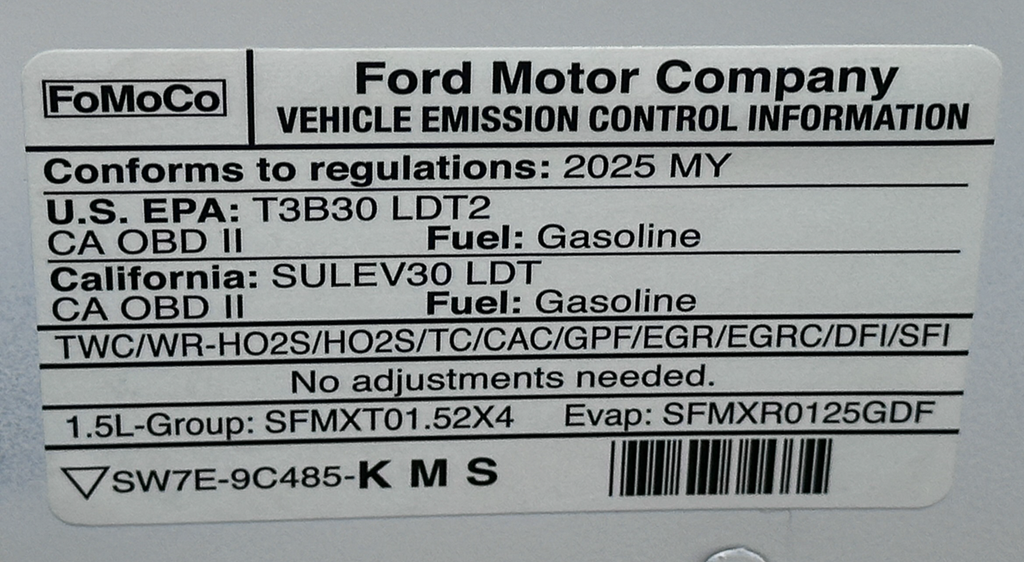 FoMoCo
Ford Motor Company
VEHICLE EMISSION CONTROL INFORMATION
Conforms to regulations: 2025 MY
U.S. EPA: T3B30 LDT2
CA OBD II Fuel: Gasoline
California: SULEV30 LDT
CA OBD II Fuel: Gasoline
TWC/WR-HO2S/HO2S/TC/CAC/GPF/EGR/EGRC/DFI/SFI
No adjustments needed.
1.5L-Group: SFMXT01.52X4 Evap: SFMXR0125GDF
SW7E-9C485-K M S